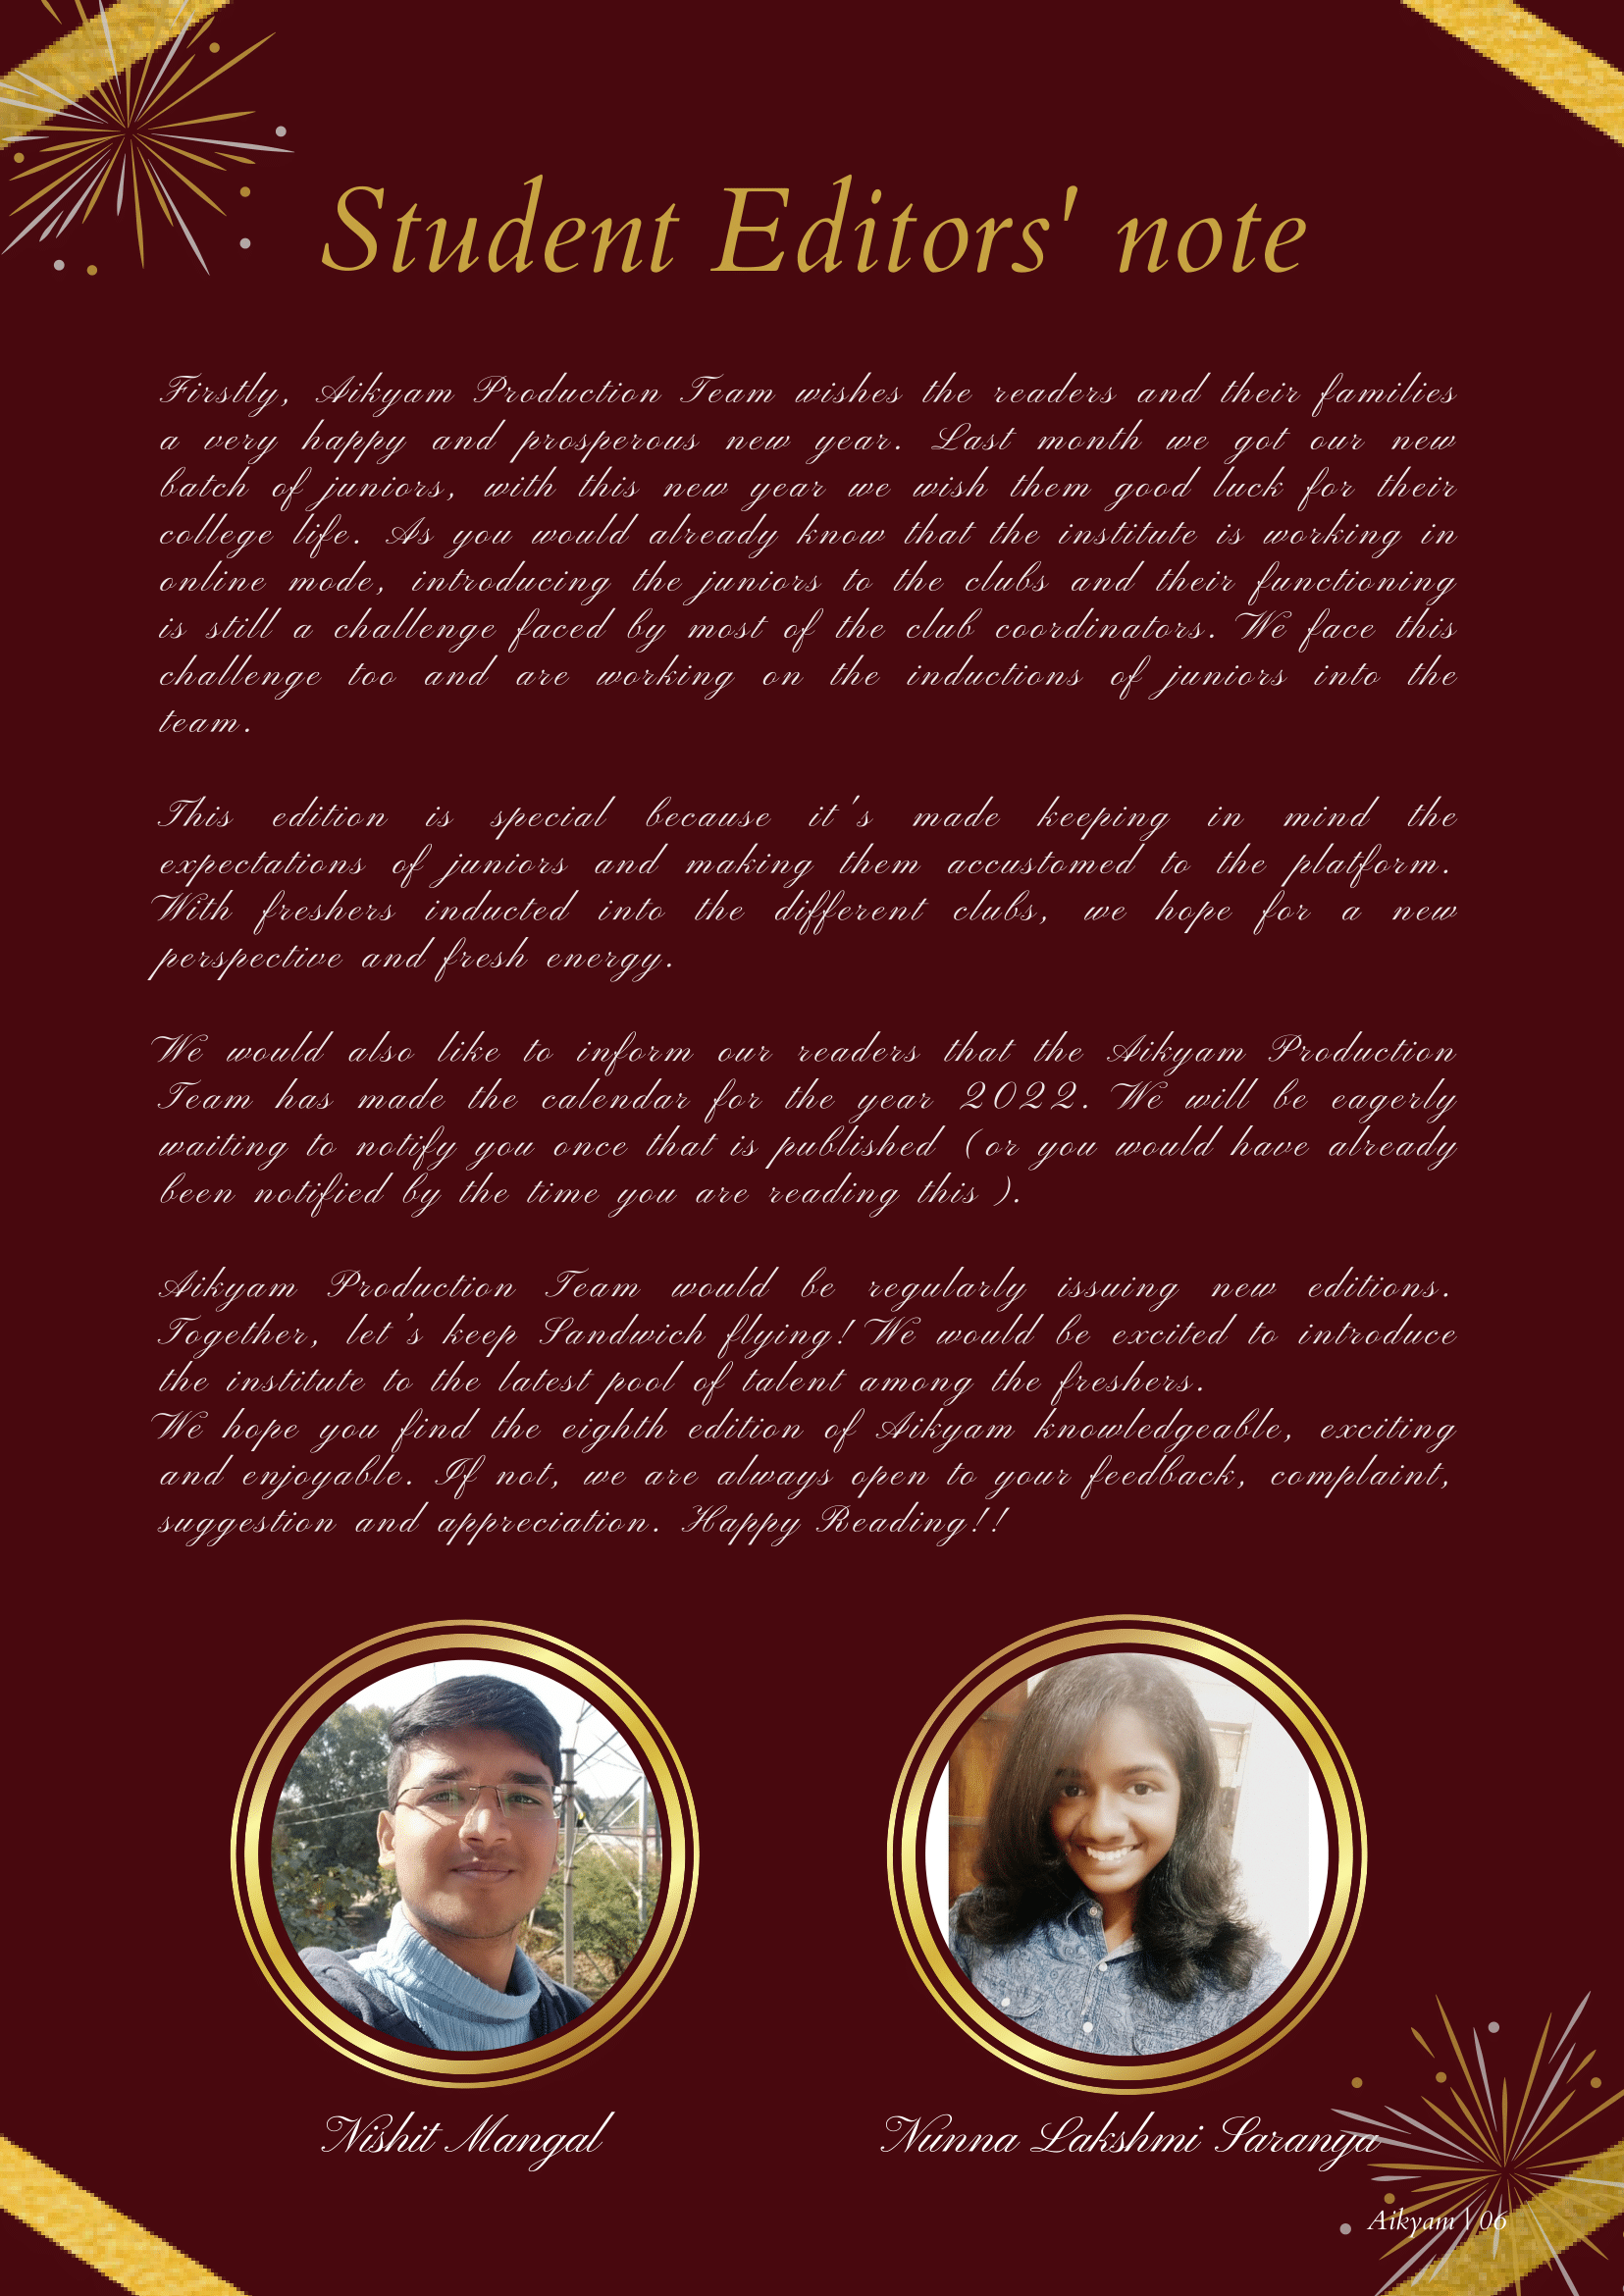 Student Editors' note
Firstly, Aikyam Production Team wishes the readers and their families
a very happy and prosperous new year. Last month we got our new
batch of juniors, with this new year we wish them good luck for their
college life. As you would already know that the institute is working in
online mode, introducing the juniors to the clubs and their functioning
is still a challenge faced by most of the club coordinators. We face this
challenge too and are working on the inductions of juniors into the
team.
This edition is special because it's made keeping in mind the
expectations of juniors and making them accustomed to the platform.
With freshers inducted into the different clubs, we hope for a new
perspective and fresh energy.
We would also like to inform our readers that the Aikyam Production
Team has made the calendar for the year 2022. We will be eagerly
waiting to notify you once that is published (or you would have already
been notified by the time you are reading this ).
Aikyam Production Team would be regularly issuing new editions.
Together, let's keep Sandwich flying! We would be excited to introduce
the institute to the latest pool of talent among the freshers.
We hope you find the eighth edition of Aikyam knowledgeable, exciting
and enjoyable. If not, we are always open to your feedback, complaint,
suggestion and appreciation. Happy Reading!!
Nishit Mangal
Nunna Lakshmi Saranya
Aikyam | 06